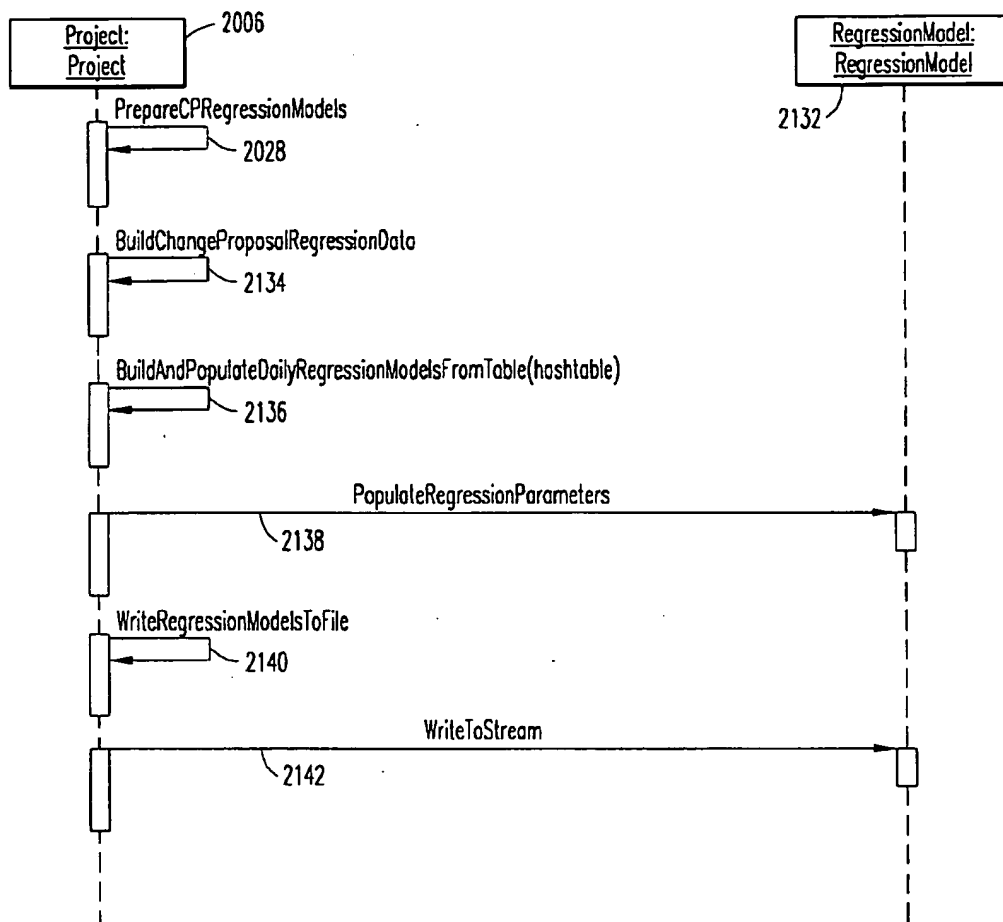 Project:
Project
2006
RegressionModel:
RegressionModel
2132
PrepareCPRegressionModels
2028
BuildChangeProposalRegressionData
2134
BuildAndPopulateDailyRegressionModelsFromTable(hashtable)
2136
PopulateRegressionParameters
2138
WriteRegressionModelsToFile
2140
WriteToStream
2142